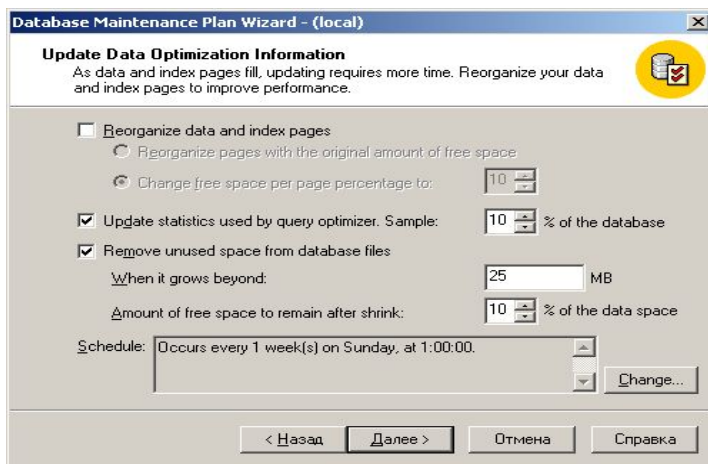 Database Maintenance Plan Wizard - (local)
Update Data Optimization Information
As data and index pages fill, updating requires more time. Reorganize your data
and index pages to improve performance.
Reorganize data and index pages
Reorganize pages with the original amount of free space
Change free space per page percentage to: 10
Update statistics used by query optimizer. Sample: 10 % of the database
Remove unused space from database files
When it grows beyond: 25 MB
Amount of free space to remain after shrink: 10 % of the data space
Schedule: Occurs every 1 week(s) on Sunday, at 1:00:00.
Change...
< Назад Далее > Отмена Справка